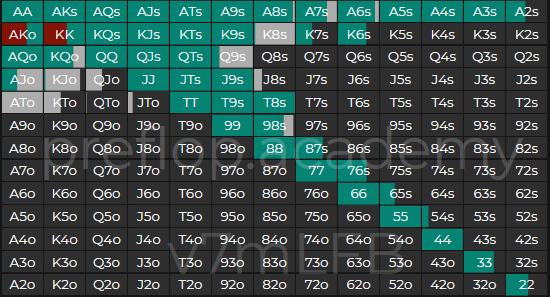 AA AKs AQs AJs ATs A9s A8s A7s A6s A5s A4s A3s A2s
AKo KK KQs KJs KTs K9s K8s K7s K6s K5s K4s K3s K2s
AQo KQo QQ QJs QTs Q9s Q8s Q7s Q6s Q5s Q4s Q3s Q2s
AJo KJo QJo JJ JTs J9s J8s J7s J6s J5s J4s J3s J2s
ATo KTo QTo JTo TT T9s T8s T7s T6s T5s T4s T3s T2s
A9o K9o Q9o J9o T9o 99 98s 97s 96s 95s 94s 93s 92s
A8o K8o Q8o J8o T8o 98o 88 87s 86s 85s 84s 83s 82s
preflop.academy
A7o K7o Q7o J7o T7o 97o 87o 77 76s 75s 74s 73s 72s
A6o K6o Q6o J6o T6o 96o 86o 76o 66 65s 64s 63s 62s
A5o K5o Q5o J5o T5o 95o 85o 75o 65o 55 54s 53s 52s
A4o K4o Q4o J4o T4o 94o 84o 74o 64o 54o 44 43s 42s
v7mLFB
A3o K3o Q3o J3o T3o 93o 83o 73o 63o 53o 43o 33 32s
A2o K2o Q2o J2o T2o 92o 82o 72o 62o 52o 42o 32o 22